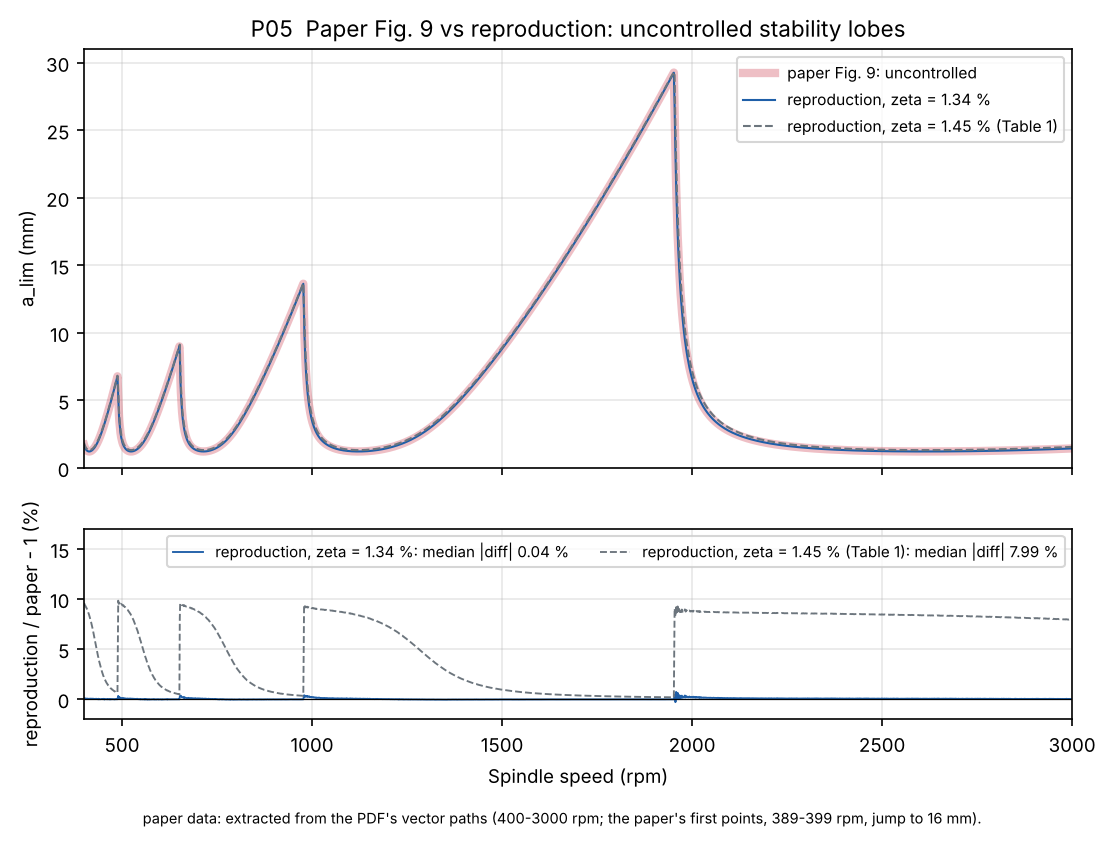 P05  Paper Fig. 9 vs reproduction: uncontrolled stability lobes
a_lim (mm)
30
25
20
15
10
5
0
paper Fig. 9: uncontrolled
reproduction, zeta = 1.34 %
reproduction, zeta = 1.45 % (Table 1)
reproduction / paper - 1 (%)
15
10
5
0
reproduction, zeta = 1.34 %: median |diff| 0.04 %
reproduction, zeta = 1.45 % (Table 1): median |diff| 7.99 %
500
1000
1500
2000
2500
3000
Spindle speed (rpm)
paper data: extracted from the PDF's vector paths (400-3000 rpm; the paper's first points, 389-399 rpm, jump to 16 mm).